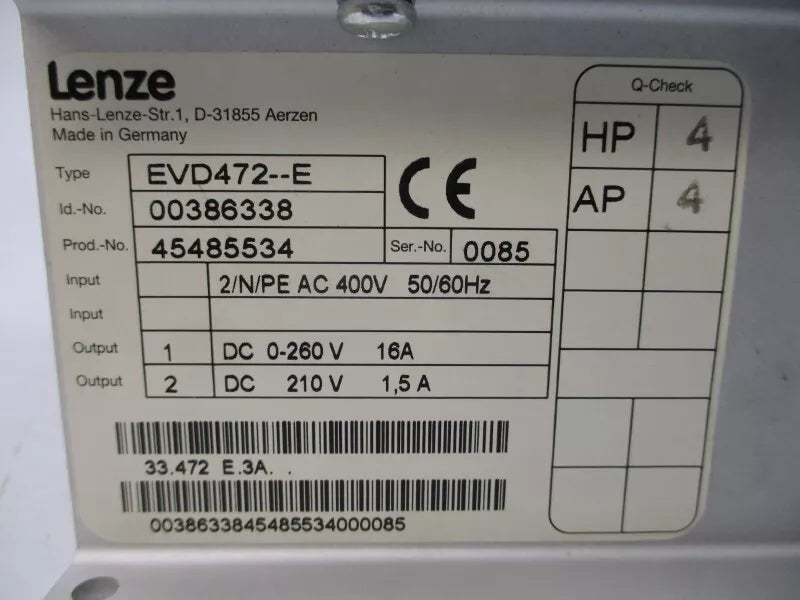 Lenze
Hans-Lenze-Str.1, D-31855 Aerzen
Made in Germany
Type EVD472--E CE
Id.-No. 00386338
Prod.-No. 45485534 Ser.-No. 0085
Input 2/N/PE AC 400V 50/60Hz
Input
Output 1 DC 0-260 V 16A
Output 2 DC 210 V 1,5 A
33.472 E.3A. .
0038633845485534000085
Q-Check
HP 4
AP 4